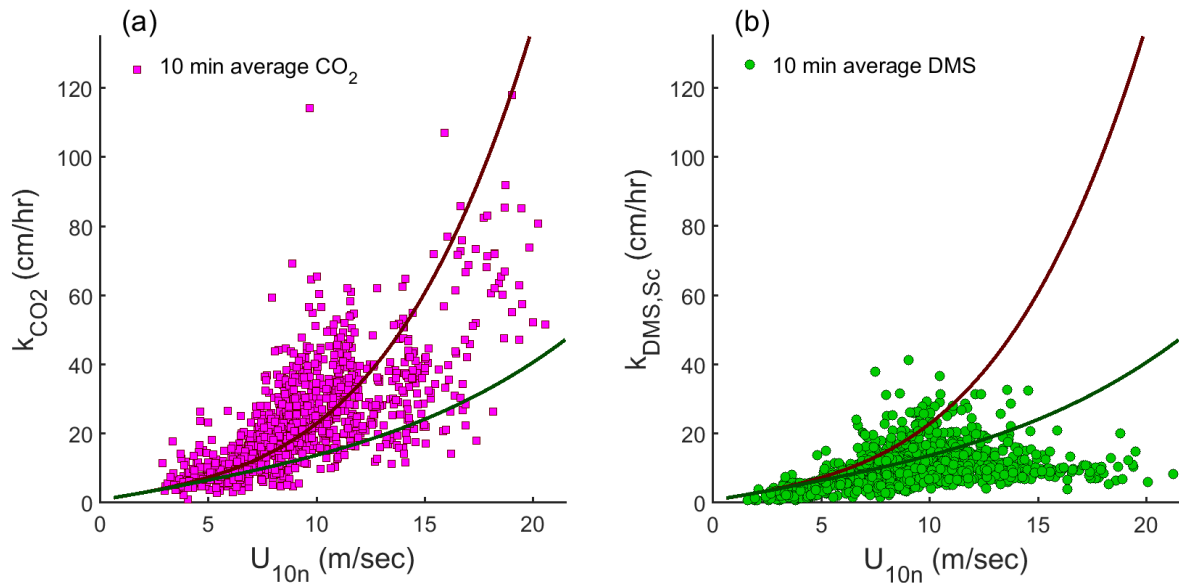 (a)
10 min average CO2
kCO2 (cm/hr)
120
100
80
60
40
20
0
0 5 10 15 20
U10n (m/sec)
(b)
10 min average DMS
kDMS,Sc (cm/hr)
120
100
80
60
40
20
0
0 5 10 15 20
U10n (m/sec)